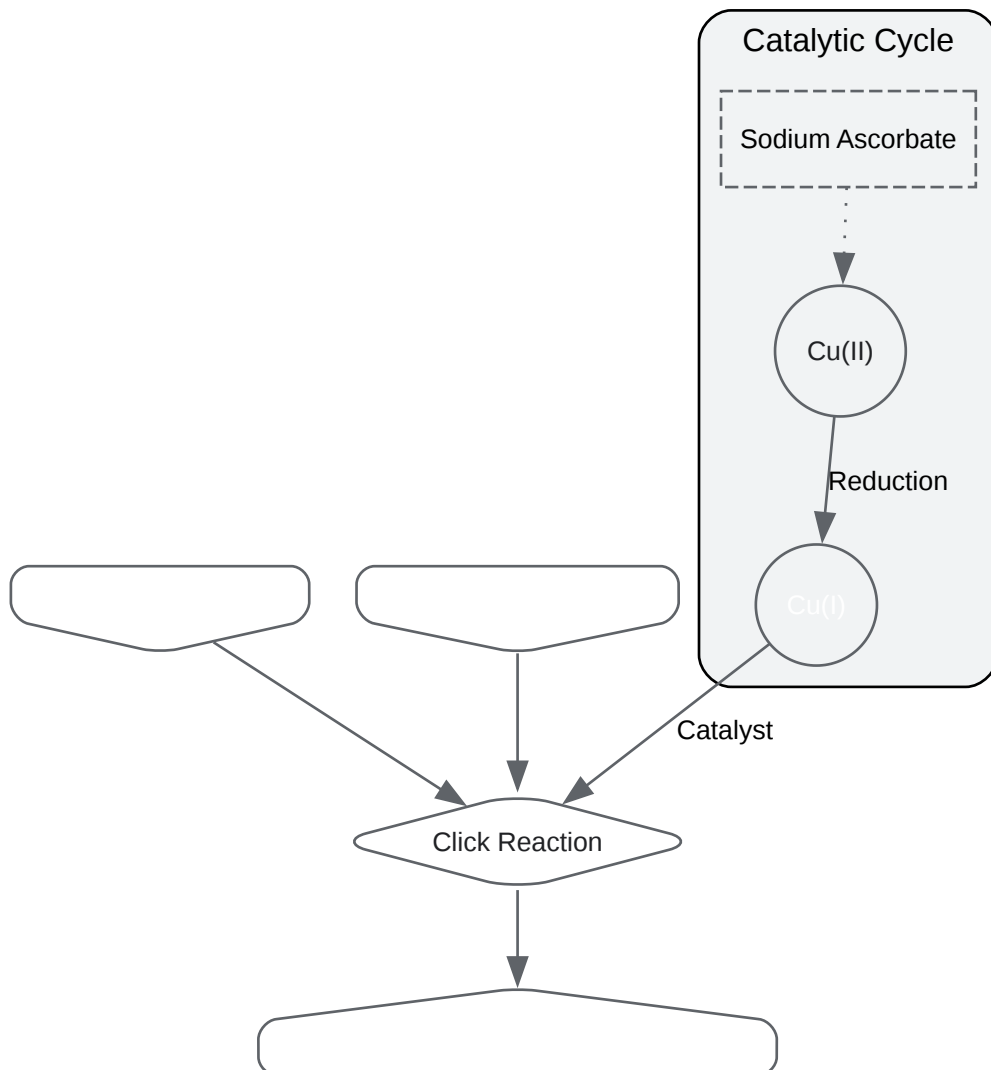 Catalytic Cycle
Sodium Ascorbate
Cu(II)
Reduction
Cu(I)
Catalyst
Click Reaction